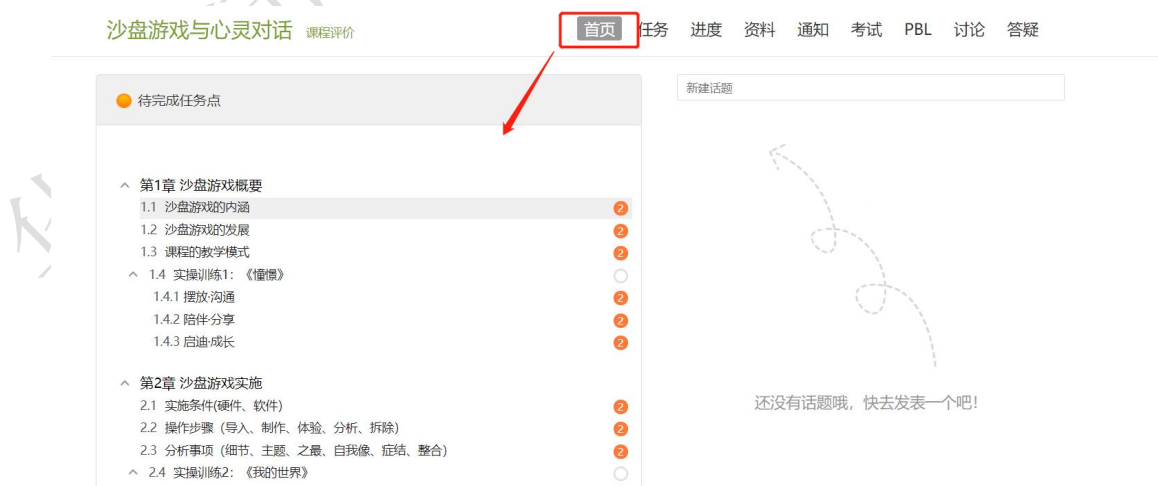 沙盘游戏与心灵对话 课程评价
首页 任务 进度 资料 通知 考试 PBL 讨论 答疑
待完成任务点
新建话题
第1章 沙盘游戏概要
1.1 沙盘游戏的内涵 2
1.2 沙盘游戏的发展 2
1.3 课程的教学模式 2
1.4 实操训练1：《憧憬》
1.4.1 摆放·沟通 2
1.4.2 陪伴·分享 2
1.4.3 启迪·成长 2
第2章 沙盘游戏实施
2.1 实施条件(硬件、软件) 2
2.2 操作步骤（导入、制作、体验、分析、拆除） 2
2.3 分析事项（细节、主题、之最、自我像、症结、整合） 2
2.4 实操训练2：《我的世界》
还没有话题哦，快去发表一个吧！